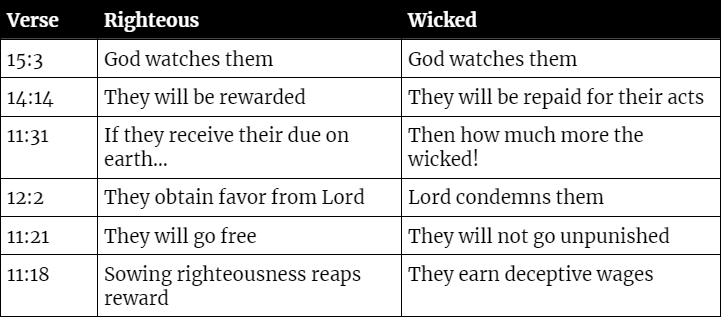 Verse Righteous Wicked
15:3 God watches them God watches them
14:14 They will be rewarded They will be repaid for their acts
11:31 If they receive their due on Then how much more the
earth... wicked!
12:2 They obtain favor from Lord Lord condemns them
11:21 They will go free They will not go unpunished
11:18 Sowing righteousness reaps They earn deceptive wages
reward